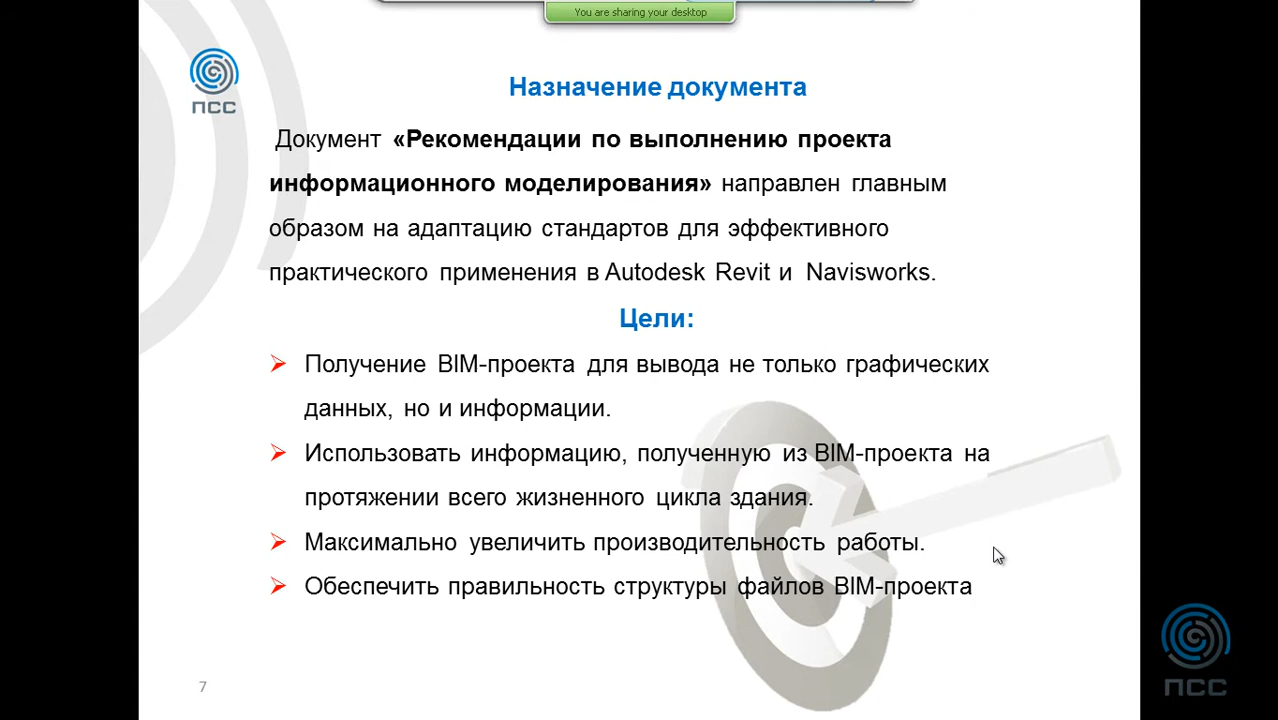 You are sharing your desktop
ПСС
Назначение документа
Документ «Рекомендации по выполнению проекта
информационного моделирования» направлен главным
образом на адаптацию стандартов для эффективного
практического применения в Autodesk Revit и Navisworks.
Цели:
Получение BIM-проекта для вывода не только графических
данных, но и информации.
Использовать информацию, полученную из BIM-проекта на
протяжении всего жизненного цикла здания.
Максимально увеличить производительность работы.
Обеспечить правильность структуры файлов BIM-проекта
7
ПСС